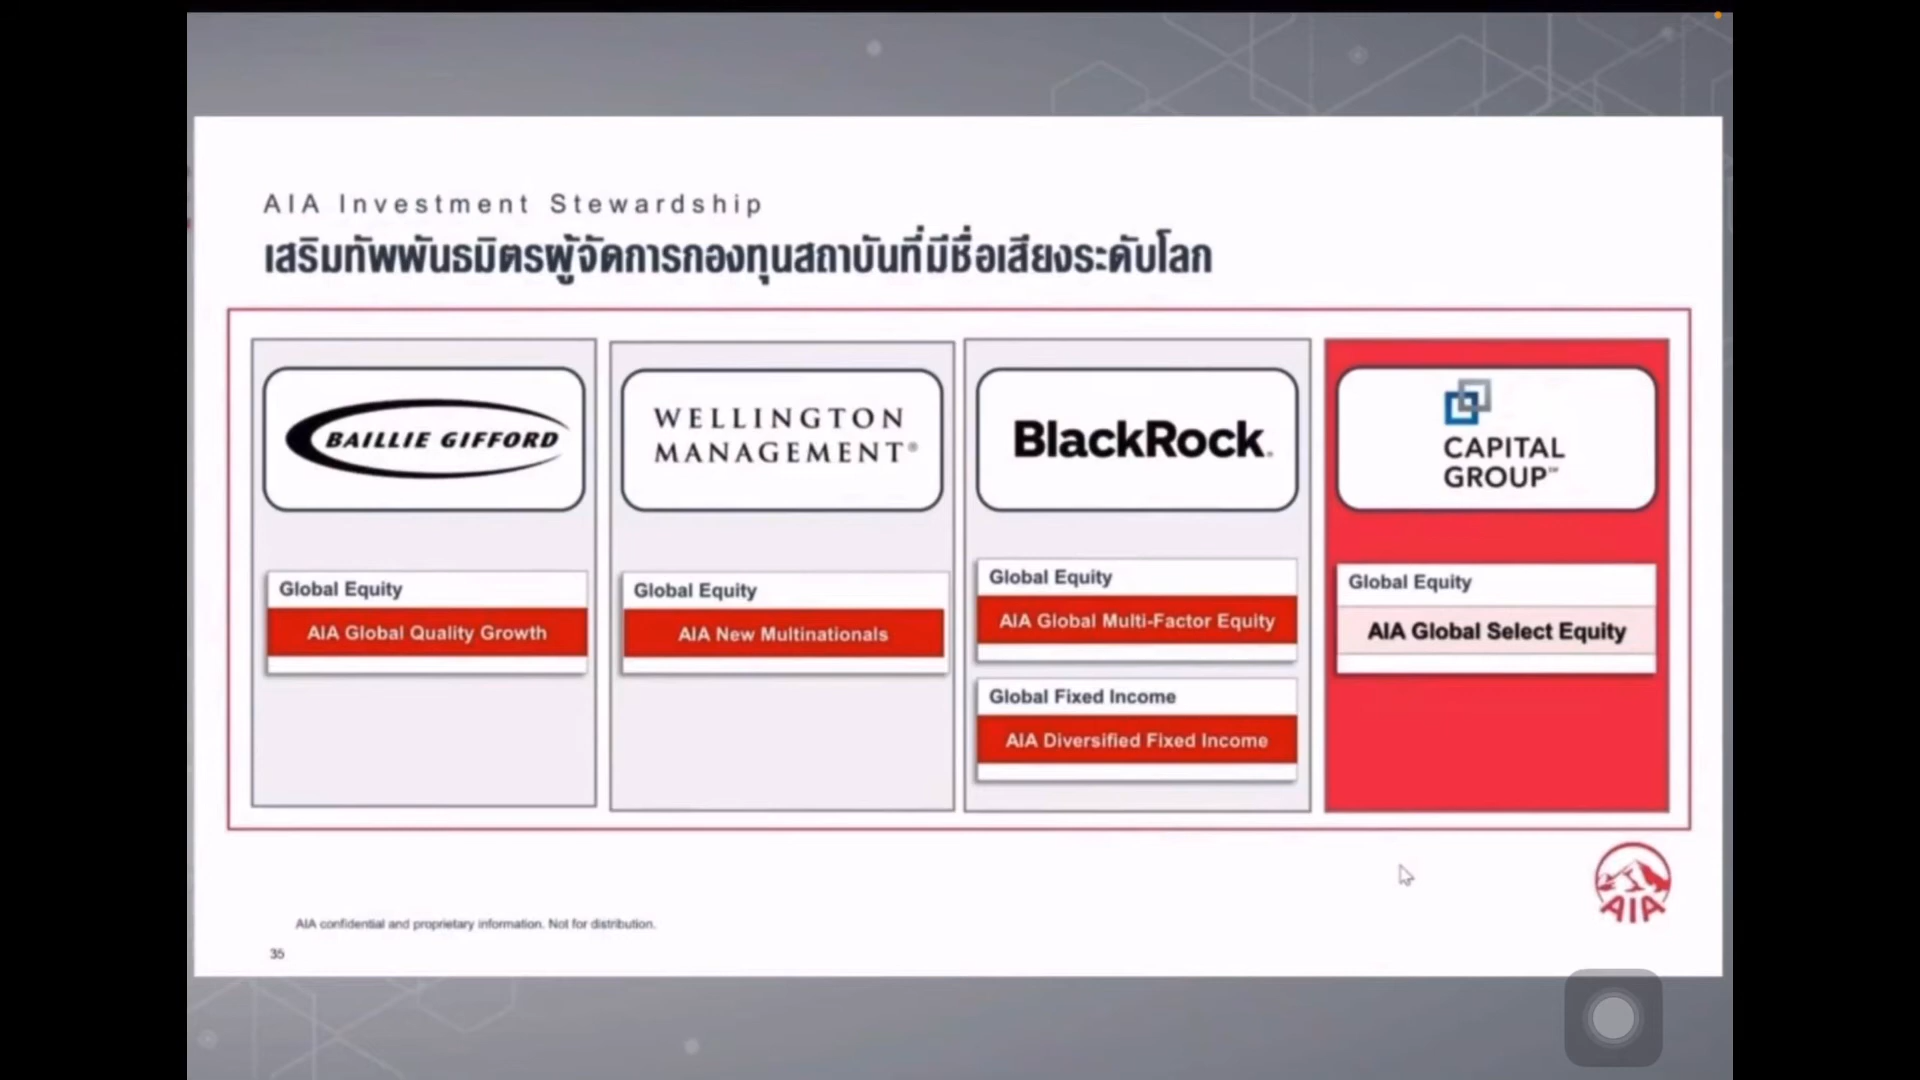 AIA Investment Stewardship
เสริมทัพพันธมิตรผู้จัดการกองทุนสถาบันที่มีชื่อเสียงระดับโลก
BAILLIE GIFFORD
Global Equity
AIA Global Quality Growth
WELLINGTON
MANAGEMENT®
Global Equity
AIA New Multinationals
BlackRock.
Global Equity
AIA Global Multi-Factor Equity
Global Fixed Income
AIA Diversified Fixed Income
CAPITAL
GROUP℠
Global Equity
AIA Global Select Equity
AIA
AIA confidential and proprietary information. Not for distribution.
35